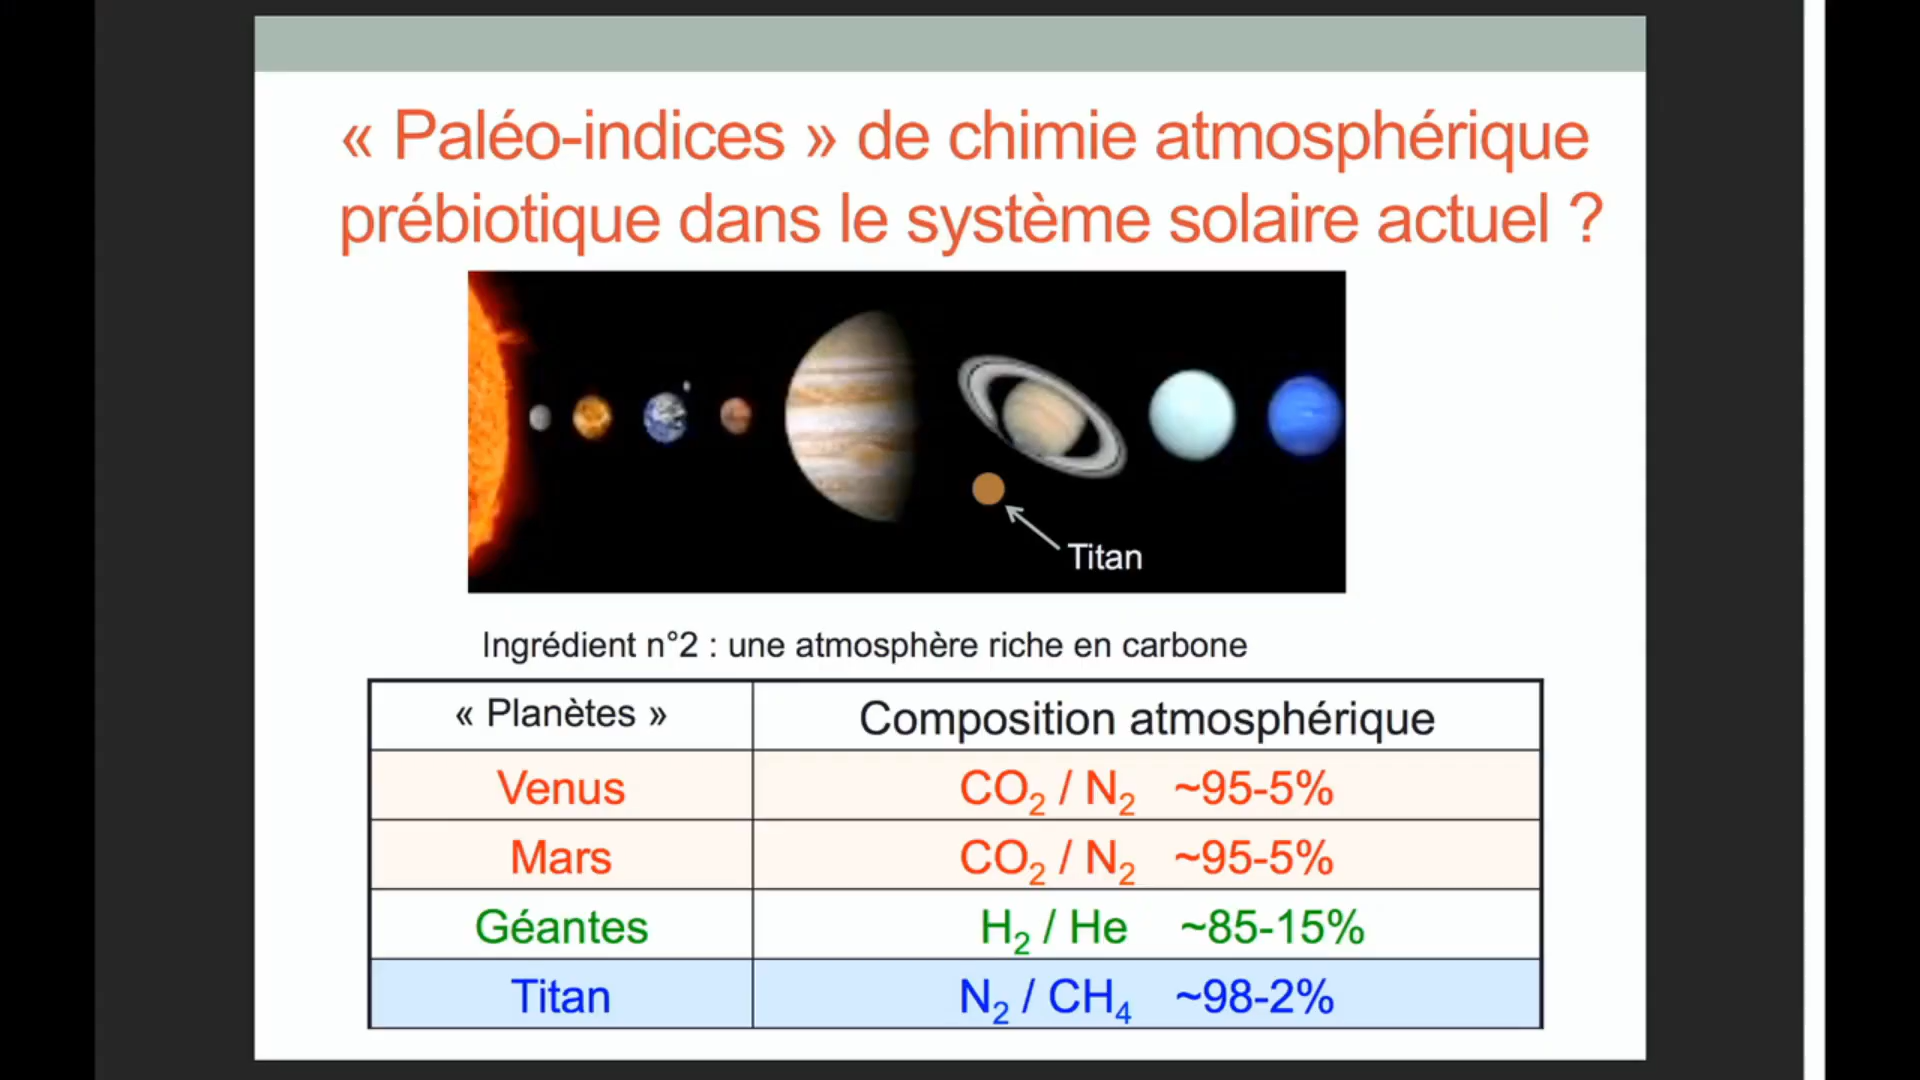 « Paléo-indices » de chimie atmosphérique
prébiotique dans le système solaire actuel ?
Titan
Ingrédient n°2 : une atmosphère riche en carbone
« Planètes » Composition atmosphérique
Venus CO₂ / N₂ ~95-5%
Mars CO₂ / N₂ ~95-5%
Géantes H₂ / He ~85-15%
Titan N₂ / CH₄ ~98-2%